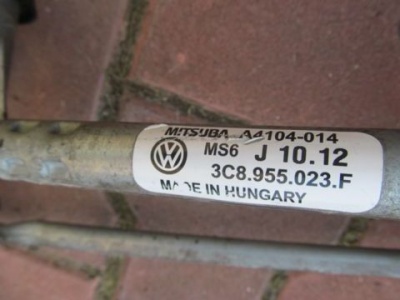 MITSUBA A4104-014
MS6 J 10.12
3C8.955.023.F
MADE IN HUNGARY